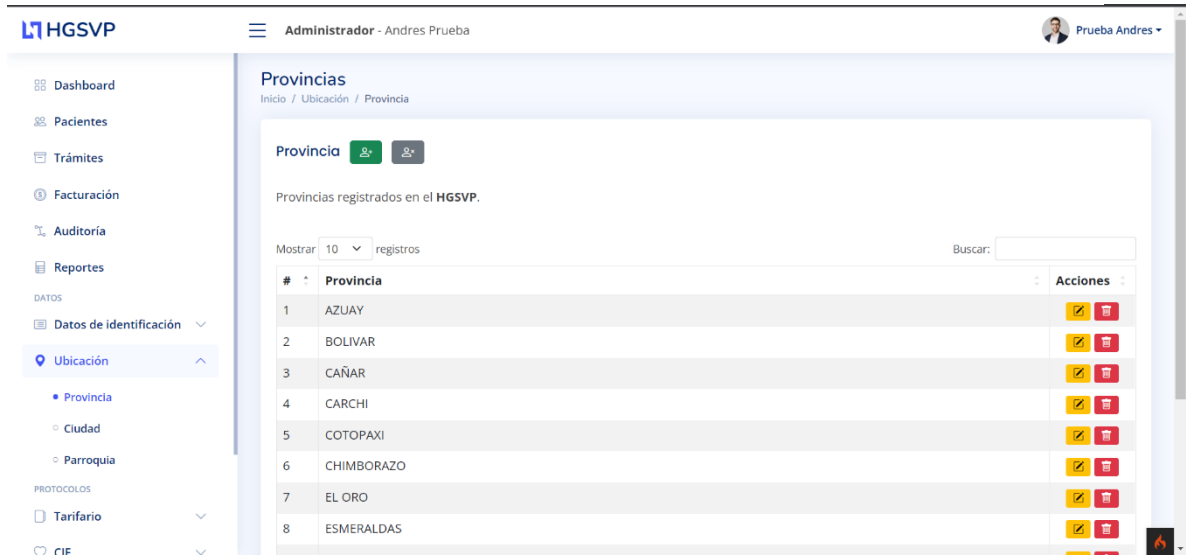 HGSVP
Administrador - Andres Prueba
Prueba Andres
Dashboard
Pacientes
Trámites
Facturación
Auditoría
Reportes
DATOS
Datos de identificación
Ubicación
Provincia
Ciudad
Parroquia
PROTOCOLOS
Tarifario
CIE
Provincias
Inicio / Ubicación / Provincia
Provincia
Provincias registrados en el HGSVP.
Mostrar 10 registros
Buscar:
# Provincia Acciones
1 AZUAY
2 BOLIVAR
3 CAÑAR
4 CARCHI
5 COTOPAXI
6 CHIMBORAZO
7 EL ORO
8 ESMERALDAS